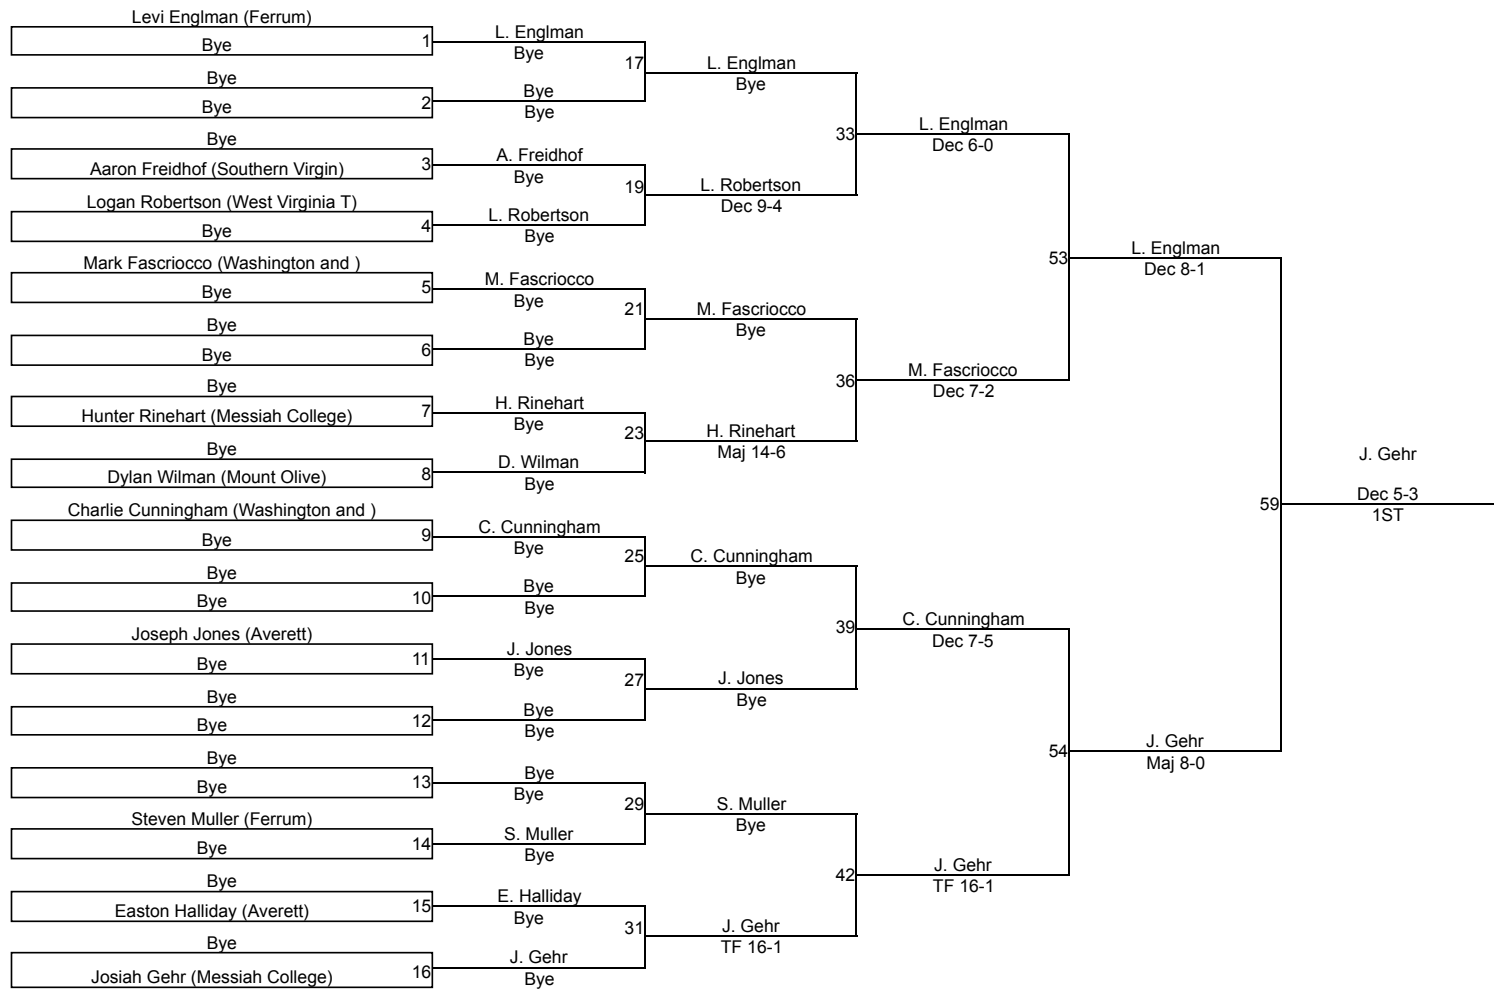 Levi Englman (Ferrum)
Bye
1
Bye
Bye
2
Bye
Aaron Freidhof (Southern Virgin)
3
Logan Robertson (West Virginia T)
Bye
4
Mark Fascriocco (Washington and )
Bye
5
Bye
Bye
6
Bye
Hunter Rinehart (Messiah College)
7
Bye
Dylan Wilman (Mount Olive)
8
Charlie Cunningham (Washington and )
Bye
9
Bye
Bye
10
Joseph Jones (Averett)
Bye
11
Bye
Bye
12
Bye
Bye
13
Steven Muller (Ferrum)
Bye
14
Bye
Easton Halliday (Averett)
15
Bye
Josiah Gehr (Messiah College)
16
L. Englman
Bye
17
Bye
Bye
A. Freidhof
Bye
19
L. Robertson
Bye
M. Fascriocco
Bye
21
Bye
Bye
H. Rinehart
Bye
23
D. Wilman
Bye
C. Cunningham
Bye
25
Bye
Bye
J. Jones
Bye
27
Bye
Bye
Bye
Bye
29
S. Muller
Bye
E. Halliday
Bye
31
J. Gehr
Bye
L. Englman
Bye
33
L. Robertson
Dec 9-4
M. Fascriocco
Bye
36
H. Rinehart
Maj 14-6
C. Cunningham
Bye
39
J. Jones
Bye
S. Muller
Bye
42
J. Gehr
TF 16-1
L. Englman
Dec 6-0
53
M. Fascriocco
Dec 7-2
C. Cunningham
Dec 7-5
54
J. Gehr
TF 16-1
L. Englman
Dec 8-1
59
J. Gehr
Maj 8-0
J. Gehr
Dec 5-3
1ST